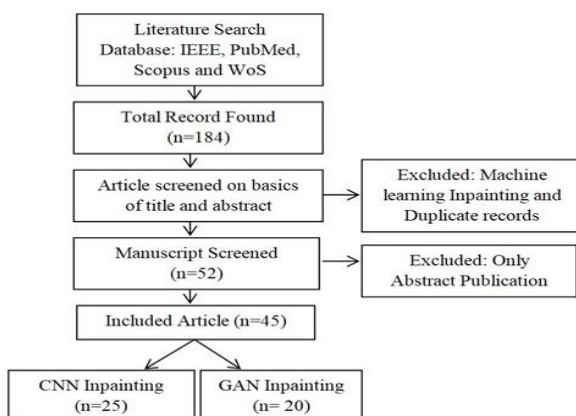 Literature Search
Database: IEEE, PubMed,
Scopus and WoS
Total Record Found
(n=184)
Article screened on basics
of title and abstract
Excluded: Machine
learning Inpainting and
Duplicate records
Manuscript Screened
(n=52)
Excluded: Only
Abstract Publication
Included Article (n=45)
CNN Inpainting
(n=25)
GAN Inpainting
(n= 20)